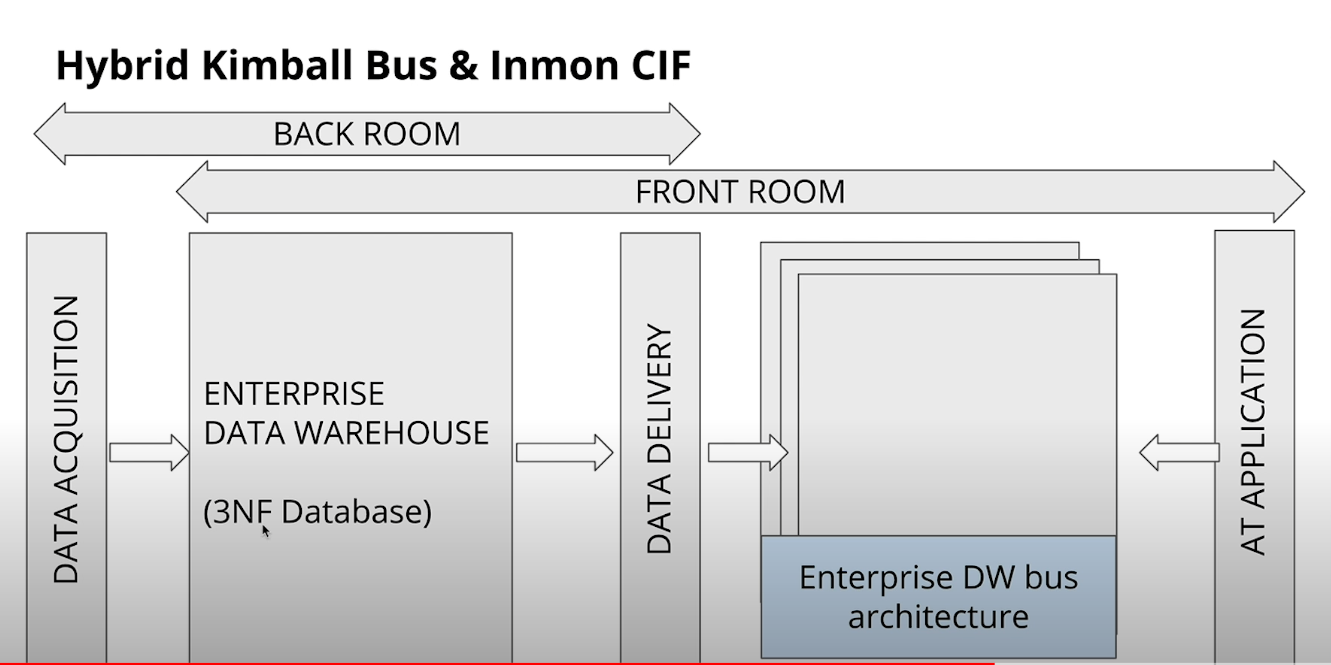 Hybrid Kimball Bus & Inmon CIF
BACK ROOM
FRONT ROOM
DATA ACQUISITION
ENTERPRISE
DATA WAREHOUSE
(3NF Database)
DATA DELIVERY
Enterprise DW bus
architecture
AT APPLICATION